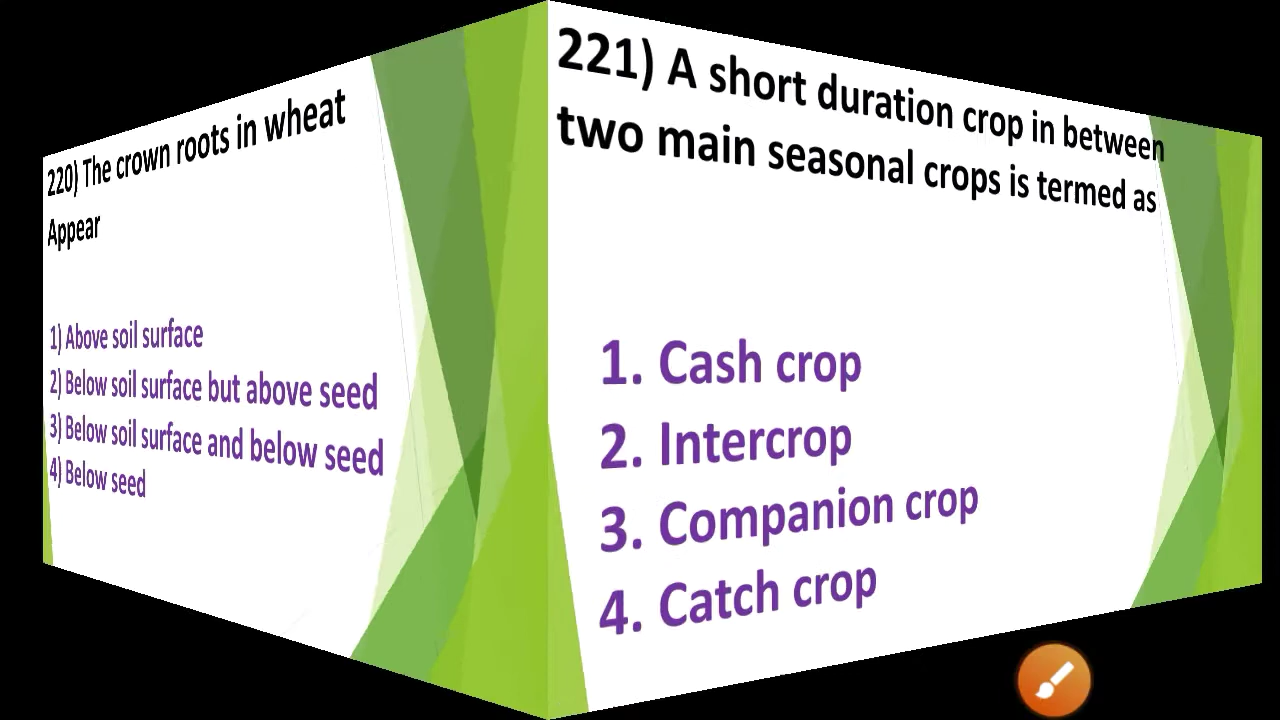 220) The crown roots in wheat
Appear
1) Above soil surface
2) Below soil surface but above seed
3) Below soil surface and below seed
4) Below seed
221) A short duration crop in between
two main seasonal crops is termed as
1. Cash crop
2. Intercrop
3. Companion crop
4. Catch crop